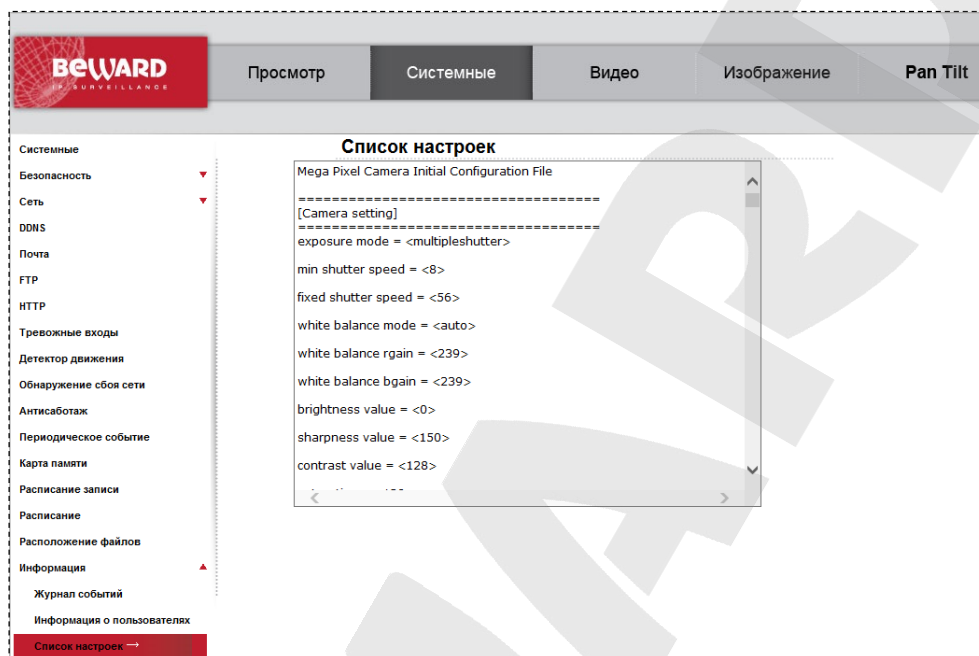 BEWARD
IP SURVEILLANCE
Просмотр
Системные
Видео
Изображение
Pan Tilt
Системные
Безопасность
Сеть
DDNS
Почта
FTP
HTTP
Тревожные входы
Детектор движения
Обнаружение сбоя сети
Антисаботаж
Периодическое событие
Карта памяти
Расписание записи
Расписание
Расположение файлов
Информация
Журнал событий
Информация о пользователях
Список настроек →
Список настроек
Mega Pixel Camera Initial Configuration File
====================================
[Camera setting]
====================================
exposure mode = <multipleshutter>
min shutter speed = <8>
fixed shutter speed = <56>
white balance mode = <auto>
white balance rgain = <239>
white balance bgain = <239>
brightness value = <0>
sharpness value = <150>
contrast value = <128>